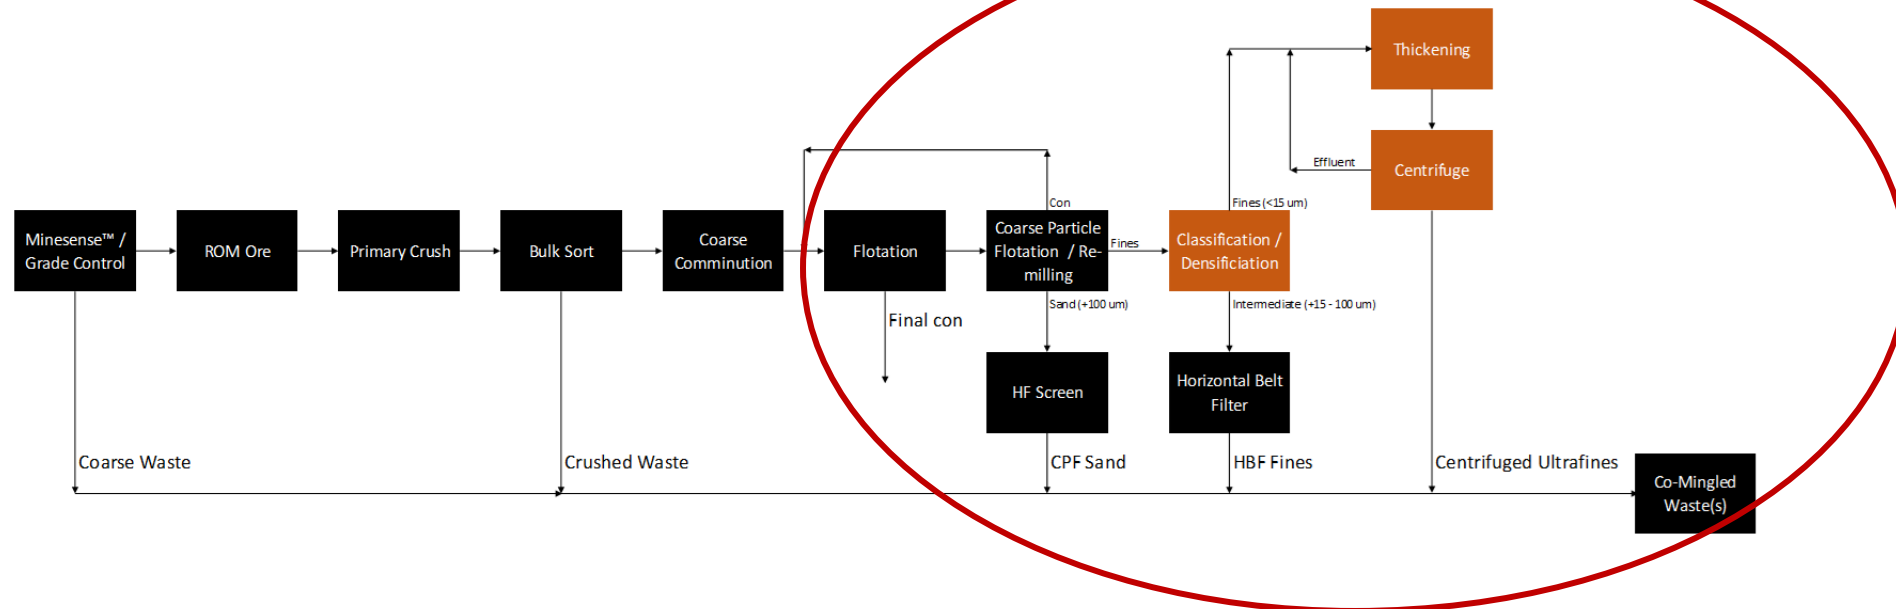 Thickening
Effluent
Centrifuge
Con
Fines (<15 um)
Minesense™ /
Grade Control
ROM Ore
Primary Crush
Bulk Sort
Coarse
Comminution
Flotation
Coarse Particle
Flotation / Re-
milling
Fines
Classification /
Densificiation
Sand (+100 um)
Intermediate (+15 - 100 um)
Final con
HF Screen
Horizontal Belt
Filter
Coarse Waste
Crushed Waste
CPF Sand
HBF Fines
Centrifuged Ultrafines
Co-Mingled
Waste(s)